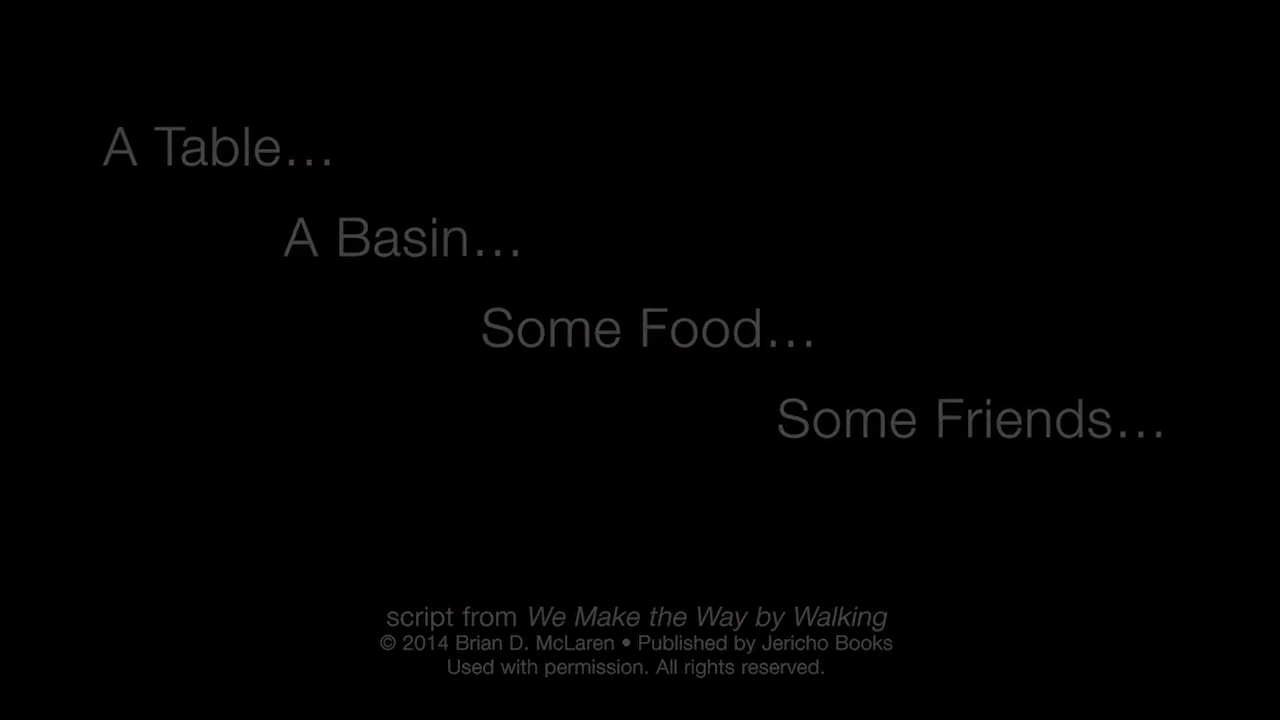 A Table…
A Basin…
Some Food…
Some Friends…
script from We Make the Way by Walking
© 2014 Brian D. McLaren • Published by Jericho Books
Used with permission. All rights reserved.